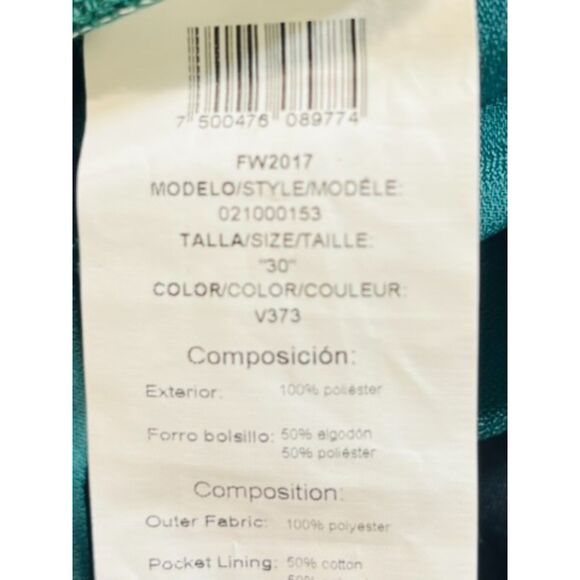 7 500476 089774
FW2017
MODELO/STYLE/MODÉLE:
021000153
TALLA/SIZE/TAILLE:
"30"
COLOR/COLOR/COULEUR:
V373
Composición:
Exterior: 100% poliéster
Forro bolsillo: 50% algodón
50% poliéster
Composition:
Outer Fabric: 100% polyester
Pocket Lining: 50% cotton